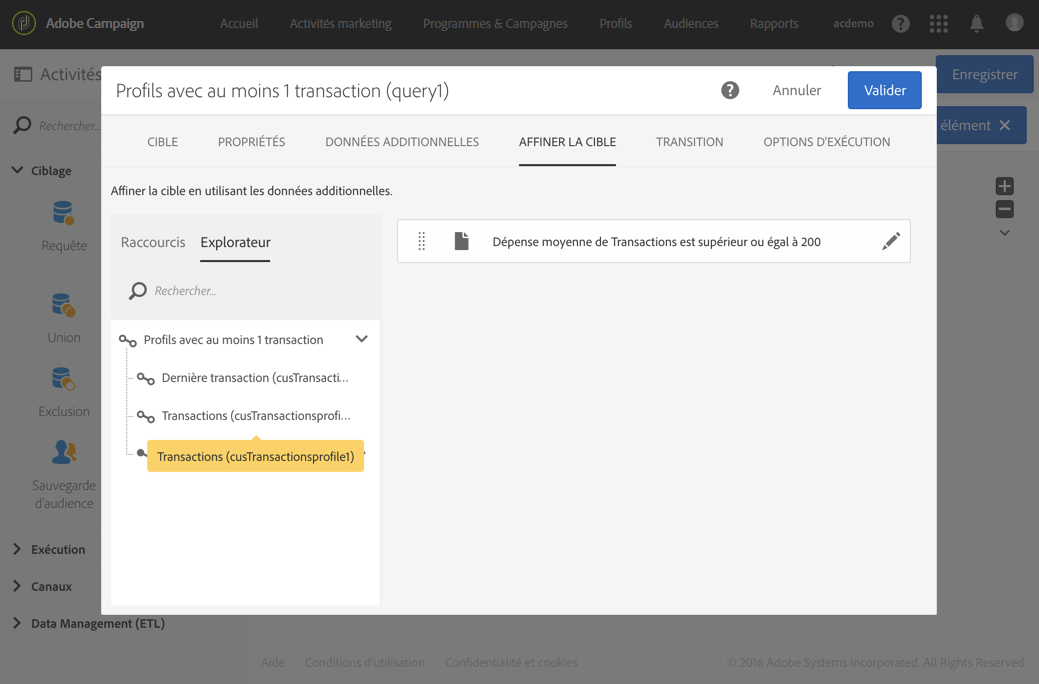 Adobe Campaign
Accueil
Activités marketing
Programmes & Campagnes
Profils
Audiences
Rapports
acdemo
Activités
Enregistrer
Profils avec au moins 1 transaction (query1)
Annuler
Valider
Rechercher...
élément
CIBLE
PROPRIÉTÉS
DONNÉES ADDITIONNELLES
AFFINER LA CIBLE
TRANSITION
OPTIONS D'EXÉCUTION
Ciblage
Requête
Union
Exclusion
Sauvegarde
d'audience
Exécution
Canaux
Data Management (ETL)
Affiner la cible en utilisant les données additionnelles.
Raccourcis
Explorateur
Rechercher...
Profils avec au moins 1 transaction
Dernière transaction (cusTransacti...
Transactions (cusTransactionsprofi...
Transactions (cusTransactionsprofile1)
Dépense moyenne de Transactions est supérieur ou égal à 200
Aide
Conditions d'utilisation
Confidentialité et cookies
© 2016 Adobe Systems Incorporated. All Rights Reserved.